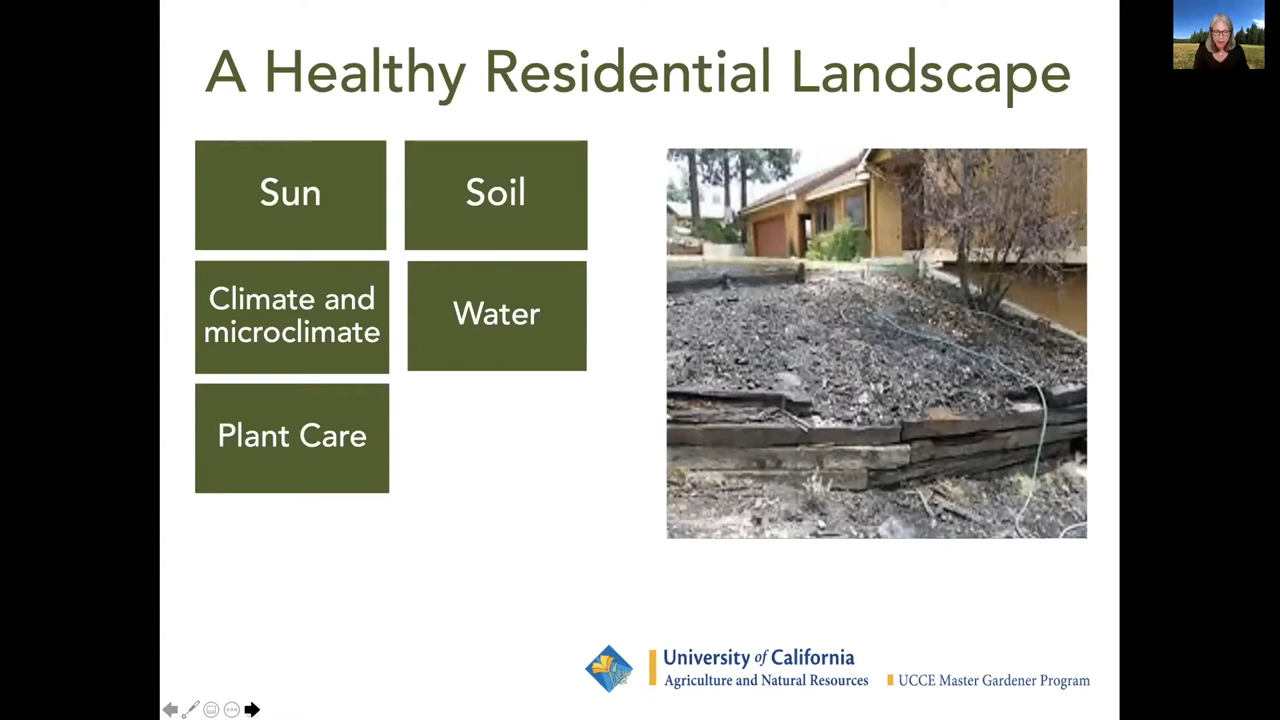 A Healthy Residential Landscape
Sun
Soil
Climate and
microclimate
Water
Plant Care
University of California
Agriculture and Natural Resources
UCCE Master Gardener Program